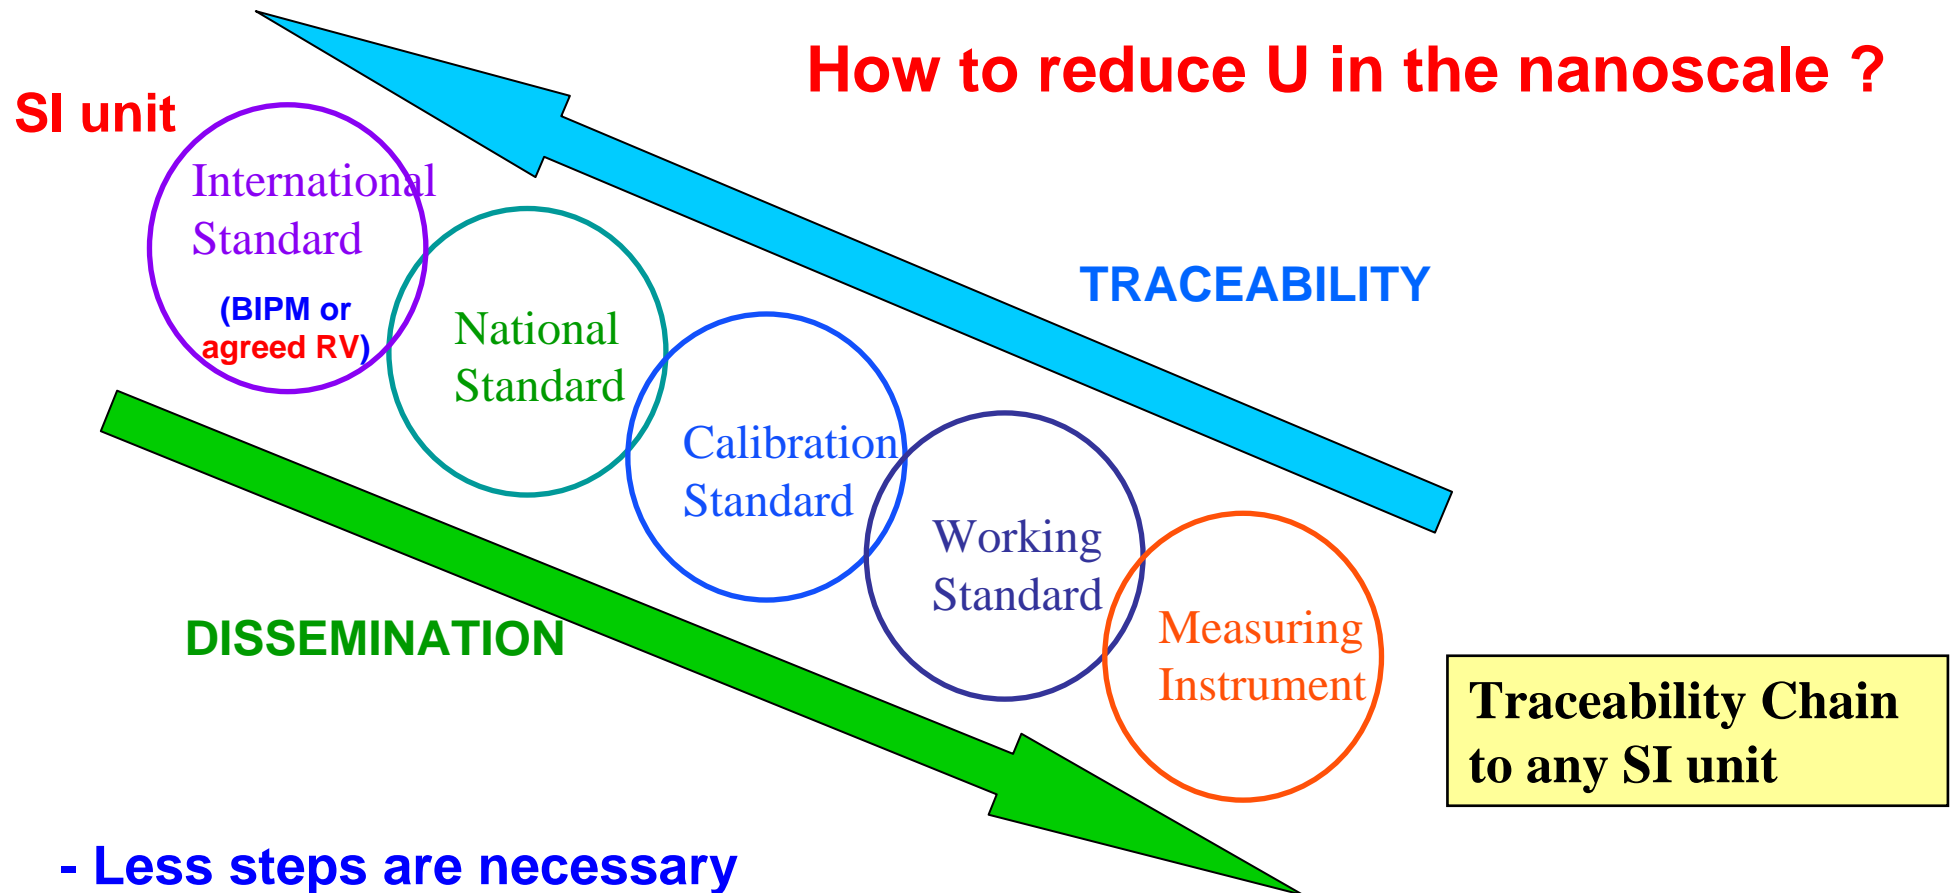 How to reduce U in the nanoscale ?
SI unit
International
Standard
(BIPM or
agreed RV)
National
Standard
TRACEABILITY
Calibration
Standard
Working
Standard
DISSEMINATION
Measuring
Instrument
Traceability Chain
to any SI unit
- Less steps are necessary